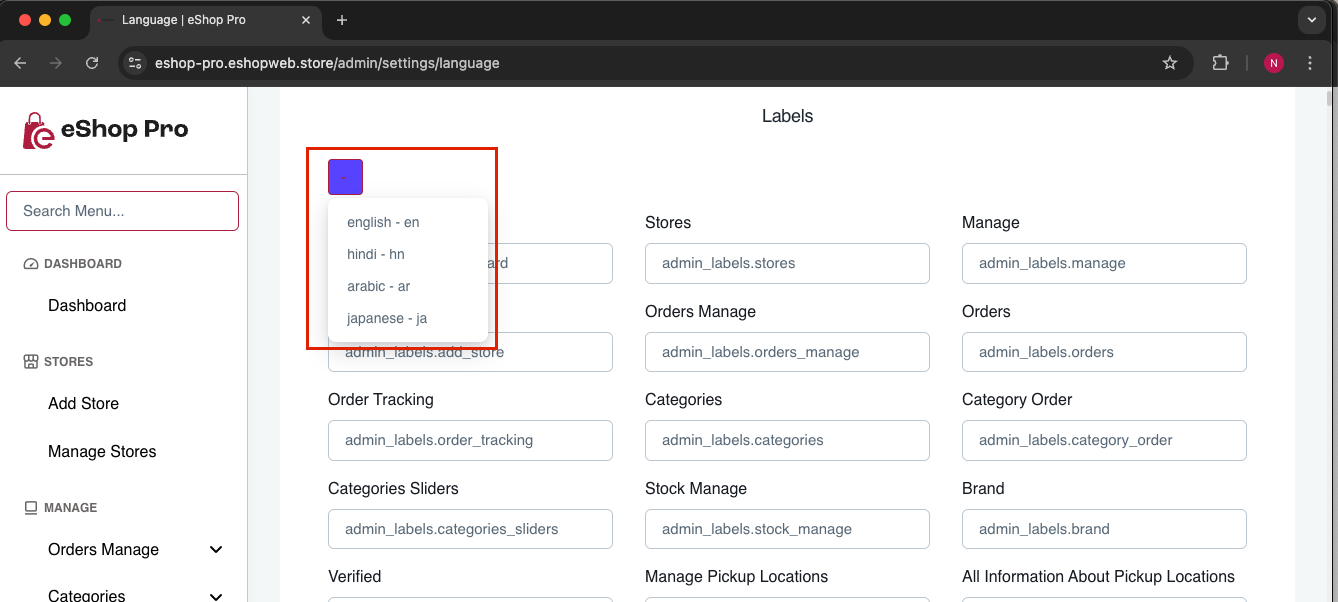 Language | eShop Pro
eshop-pro.eshopweb.store/admin/settings/language
N
eShop Pro
Search Menu...
DASHBOARD
Dashboard
STORES
Add Store
Manage Stores
MANAGE
Orders Manage
Categories
Labels
-
english - en
hindi - hn
arabic - ar
japanese - ja
Stores
Manage
ard
admin_labels.stores
admin_labels.manage
Orders Manage
Orders
admin_labels.add_store
admin_labels.orders_manage
admin_labels.orders
Order Tracking
Categories
Category Order
admin_labels.order_tracking
admin_labels.categories
admin_labels.category_order
Categories Sliders
Stock Manage
Brand
admin_labels.categories_sliders
admin_labels.stock_manage
admin_labels.brand
Verified
Manage Pickup Locations
All Information About Pickup Locations